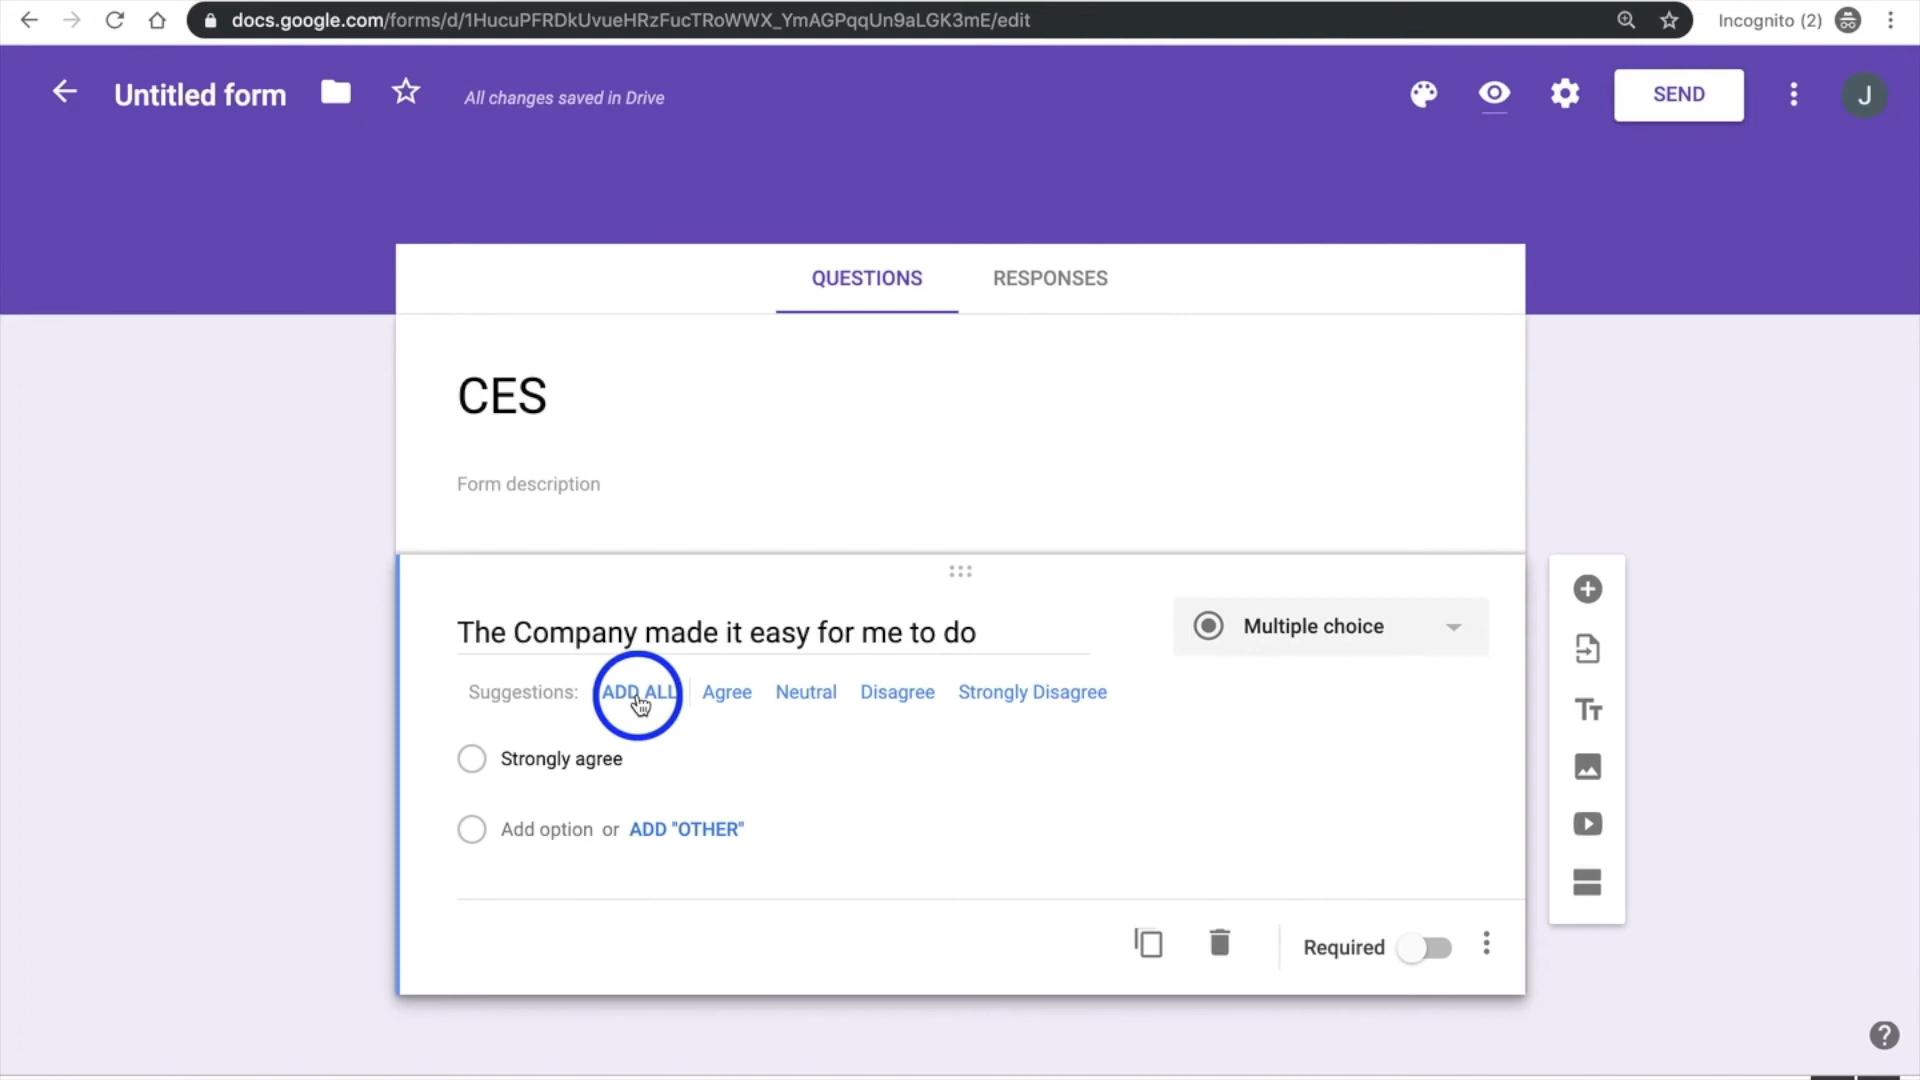 docs.google.com/forms/d/1HucuPFRDkUvueHRzFucTRoWWX_YmAGPqqUn9aLGK3mE/edit
Incognito (2)
Untitled form
All changes saved in Drive
SEND
J
QUESTIONS
RESPONSES
CES
Form description
The Company made it easy for me to do
Multiple choice
Suggestions: ADD ALL Agree Neutral Disagree Strongly Disagree
Strongly agree
Add option or ADD "OTHER"
Required